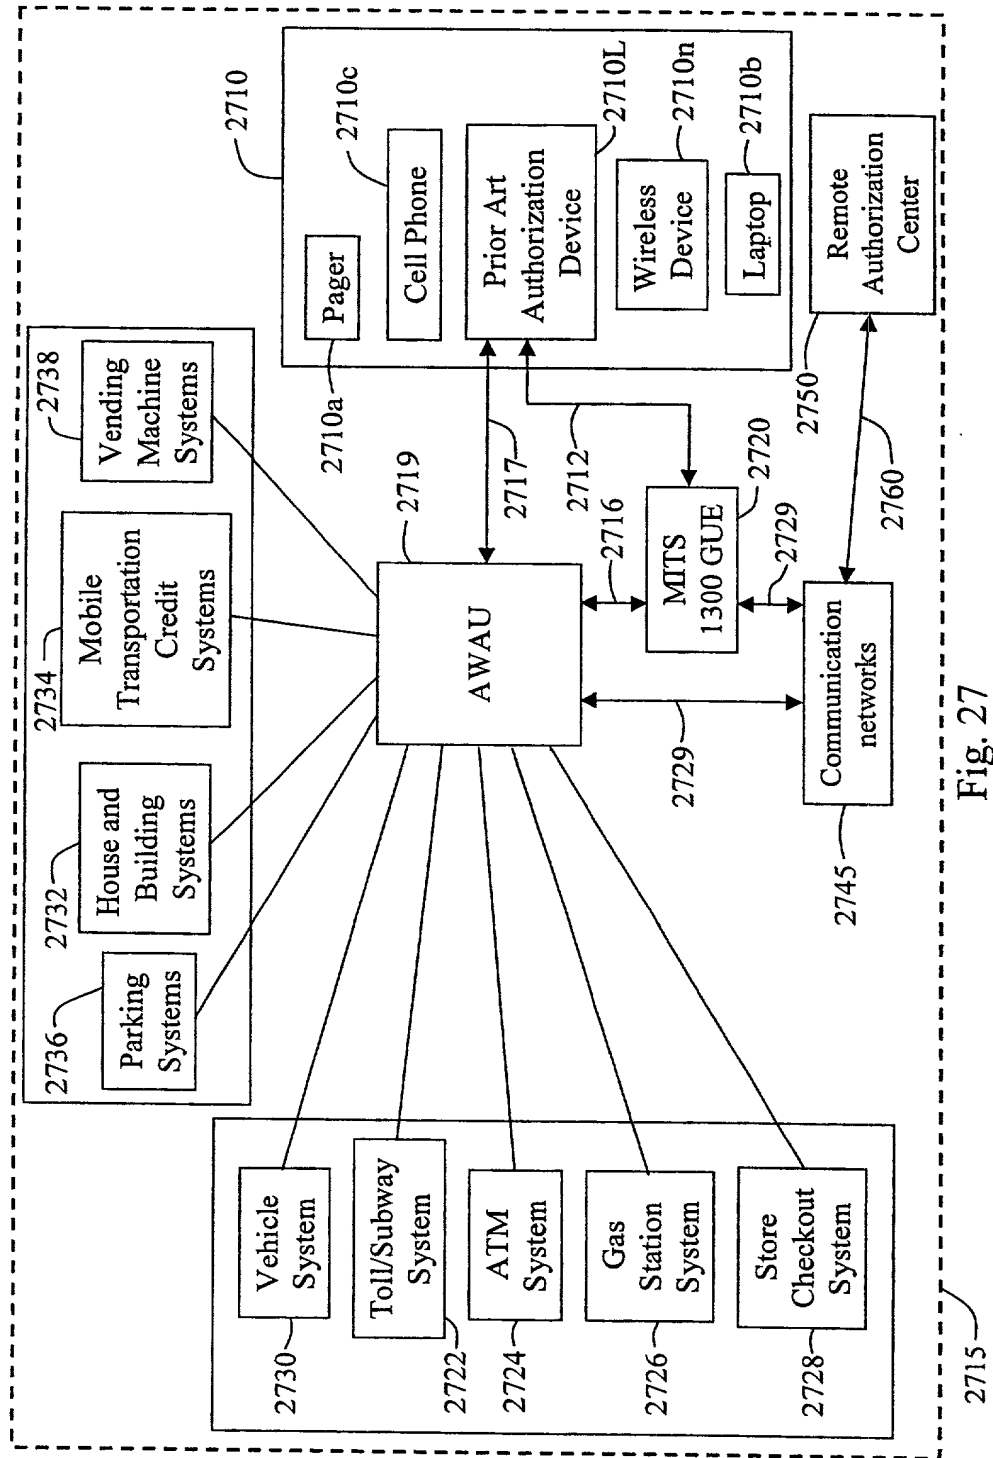 2736
Parking
Systems
2732
House and
Building
Systems
2734
Mobile
Transportation
Credit
Systems
2738
Vending
Machine
Systems
2710
2710a
Pager
2710c
Cell Phone
Prior Art
Authorization
Device
2710L
Wireless
Device
2710n
Laptop
2710b
2730
Vehicle
System
2722
Toll/Subway
System
2724
ATM
System
2726
Gas
Station
System
2728
Store
Checkout
System
AWAU
2719
2717
2712
2716
MITS
1300 GUE
2720
2729
2729
2745
Communication
networks
2760
2750
Remote
Authorization
Center
2715
Fig. 27